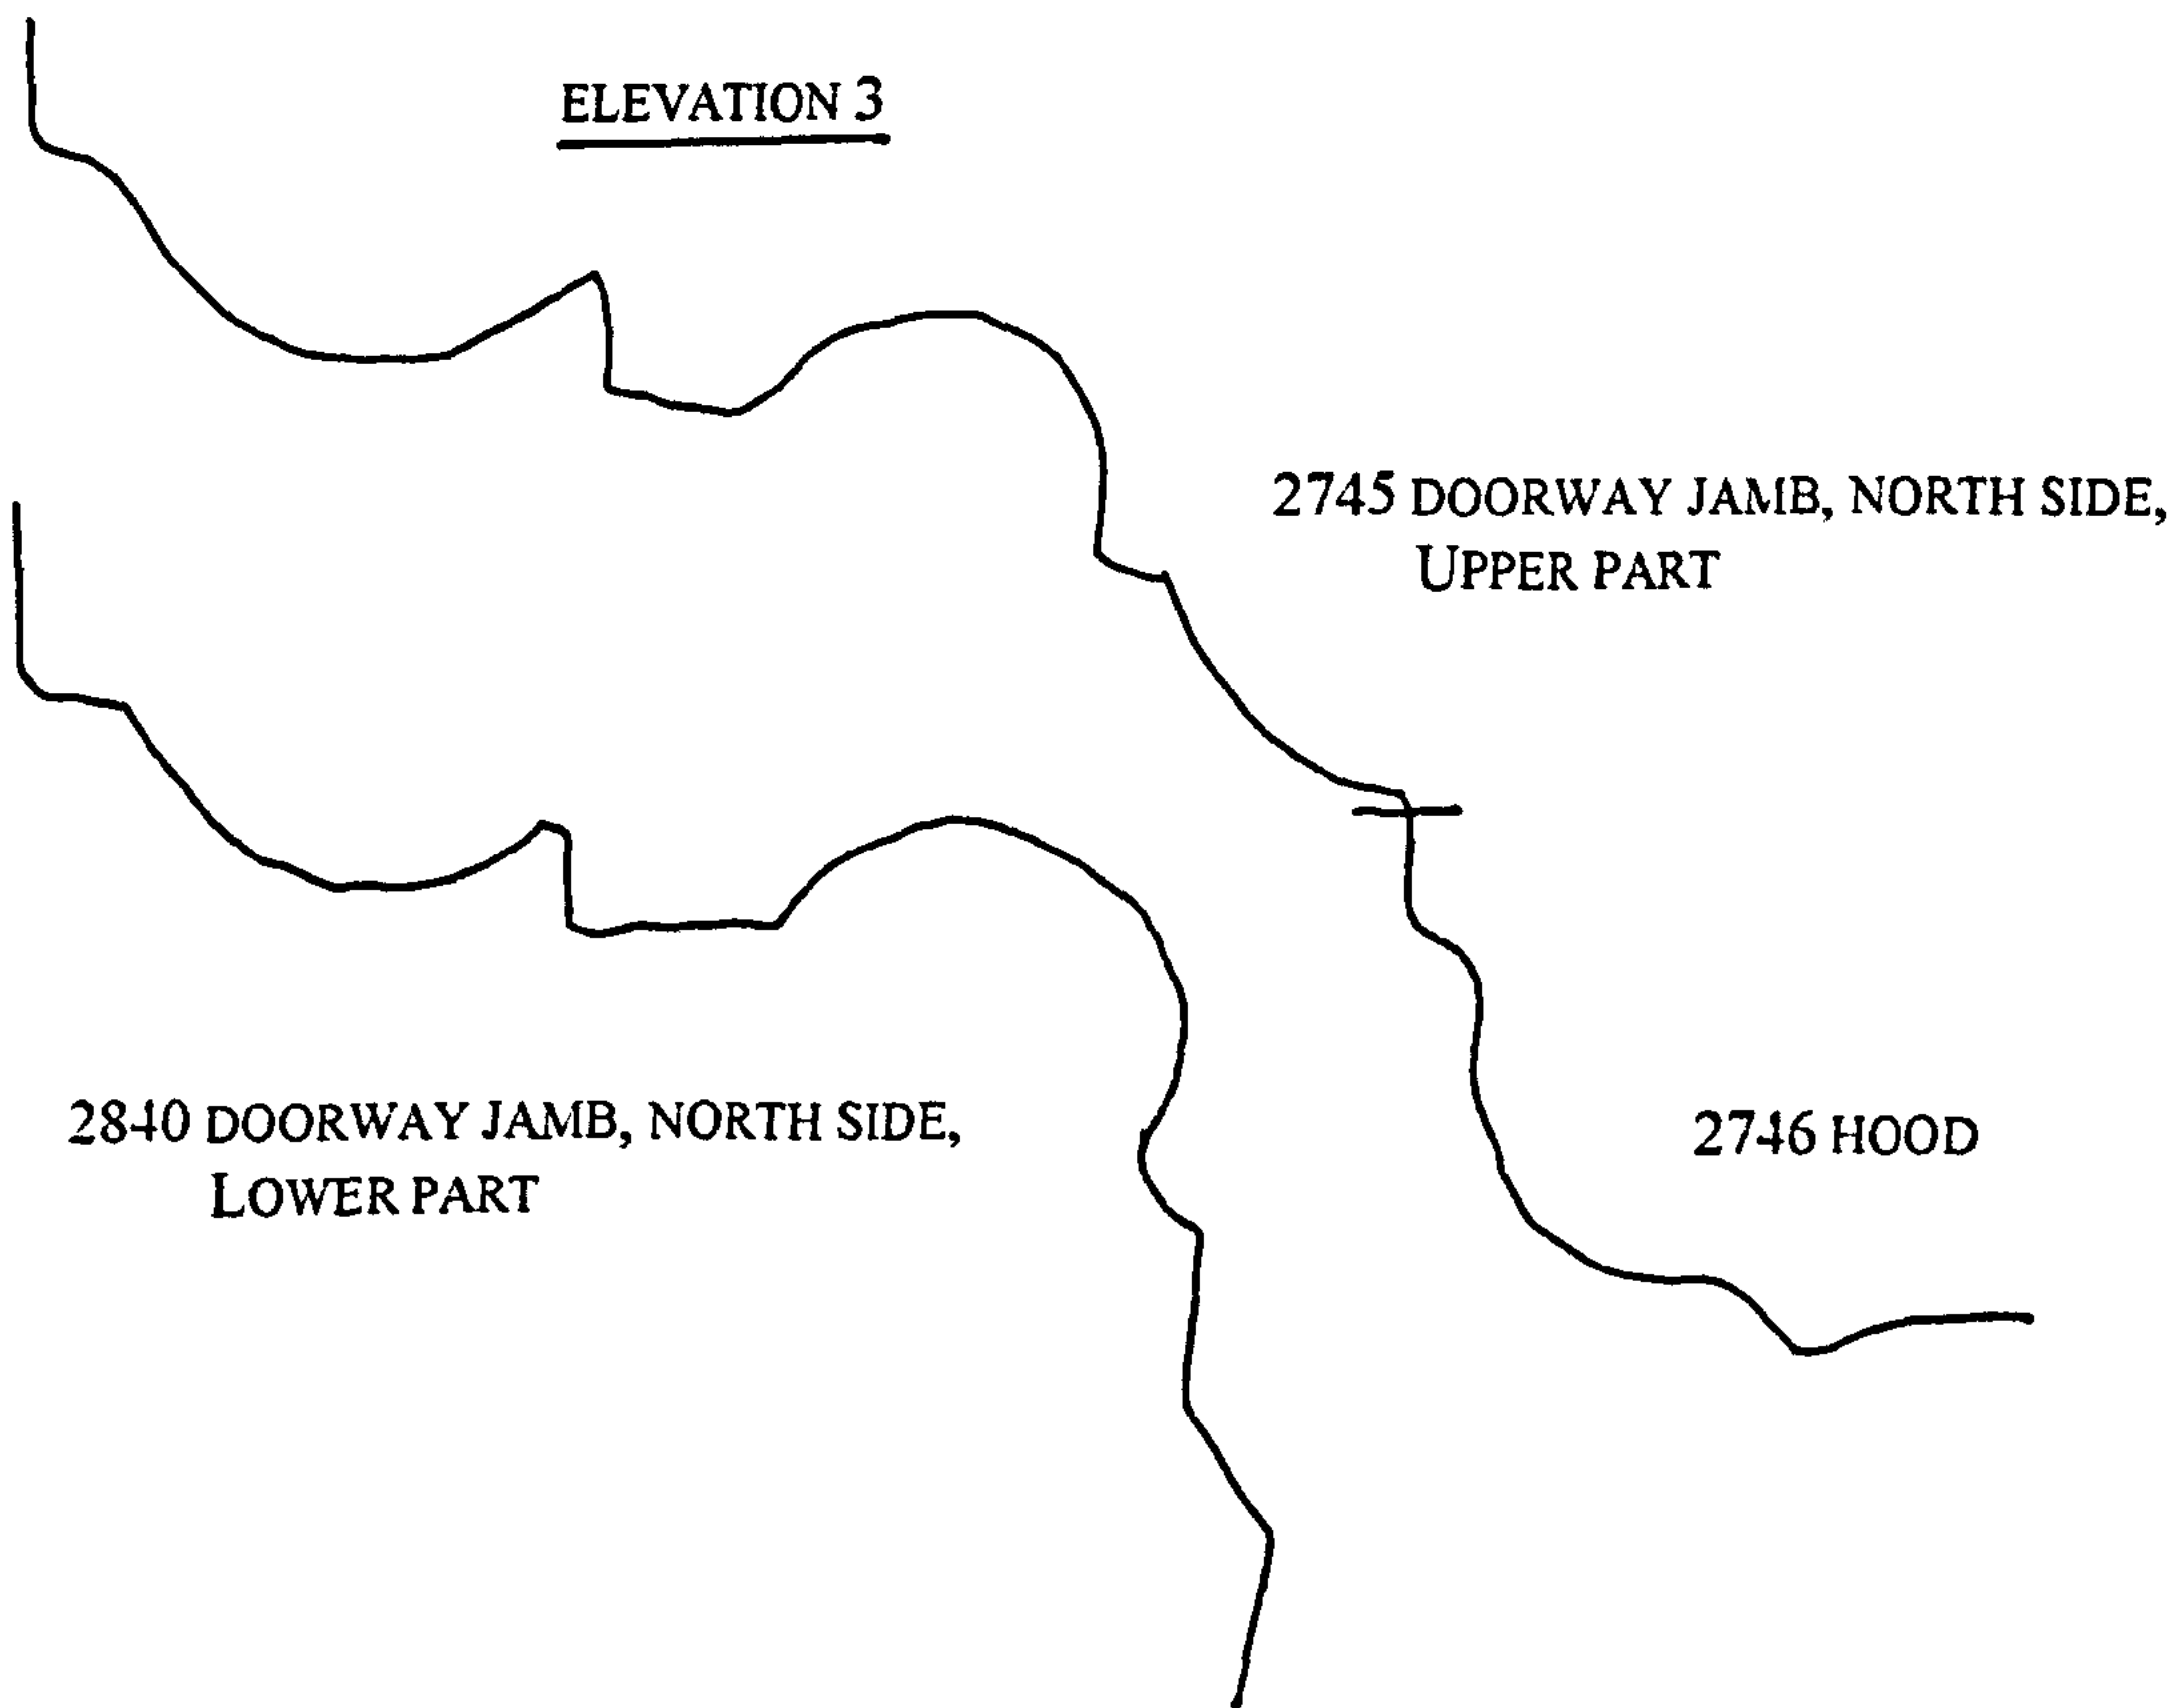 ELEVATION 3
2745 DOORWAY JAMB, NORTH SIDE,
UPPER PART
2840 DOORWAY JAMB, NORTH SIDE,
LOWER PART
2746 HOOD